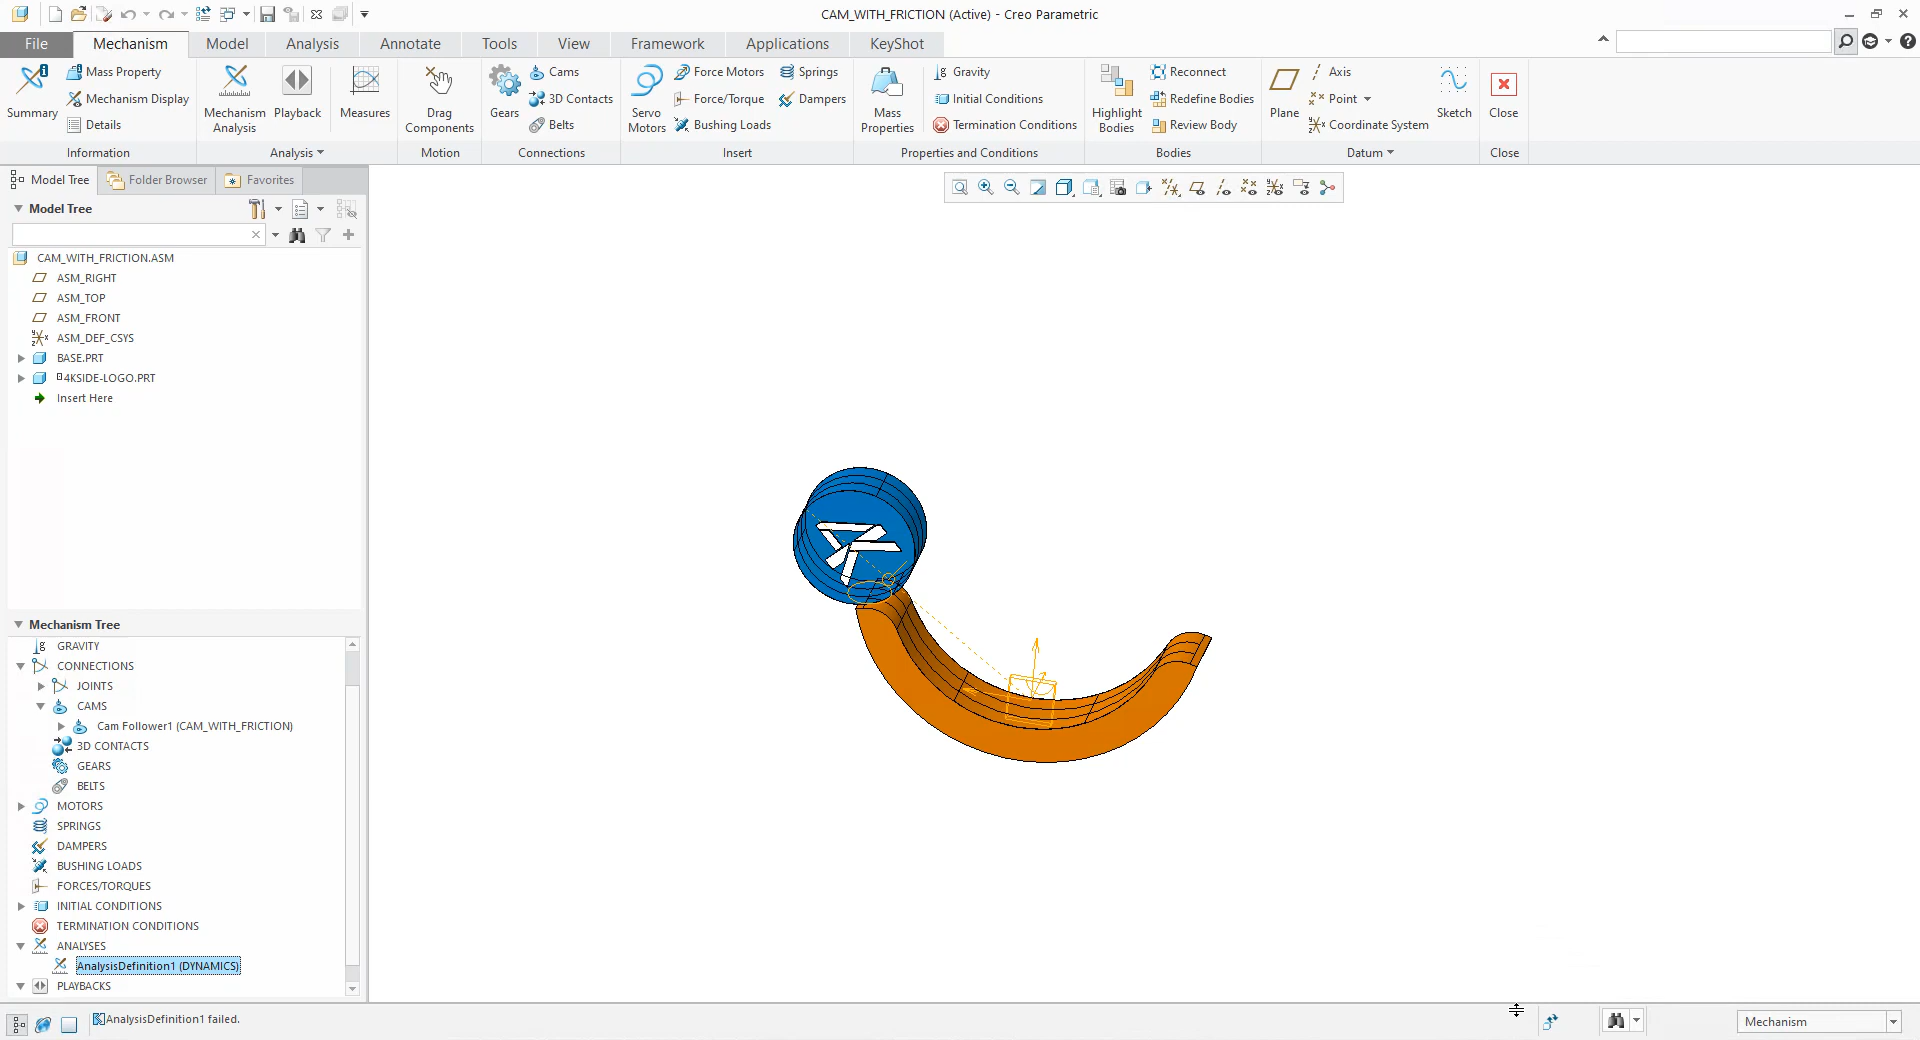 CAM_WITH_FRICTION (Active) - Creo Parametric
File Mechanism Model Analysis Annotate Tools View Framework Applications KeyShot
Summary
Mass Property
Mechanism Display
Details
Information
Mechanism Analysis
Playback
Measures
Analysis
Drag Components
Motion
Gears
Cams
3D Contacts
Belts
Connections
Servo Motors
Force Motors
Force/Torque
Bushing Loads
Springs
Dampers
Insert
Mass Properties
Gravity
Initial Conditions
Termination Conditions
Properties and Conditions
Highlight Bodies
Reconnect
Redefine Bodies
Review Body
Bodies
Plane
Axis
Point
Coordinate System
Sketch
Datum
Close
Close
Model Tree Folder Browser Favorites
Model Tree
CAM_WITH_FRICTION.ASM
ASM_RIGHT
ASM_TOP
ASM_FRONT
ASM_DEF_CSYS
BASE.PRT
4KSIDE-LOGO.PRT
Insert Here
Mechanism Tree
GRAVITY
CONNECTIONS
JOINTS
CAMS
Cam Follower1 (CAM_WITH_FRICTION)
3D CONTACTS
GEARS
BELTS
MOTORS
SPRINGS
DAMPERS
BUSHING LOADS
FORCES/TORQUES
INITIAL CONDITIONS
TERMINATION CONDITIONS
ANALYSES
AnalysisDefinition1 (DYNAMICS)
PLAYBACKS
AnalysisDefinition1 failed.
Mechanism